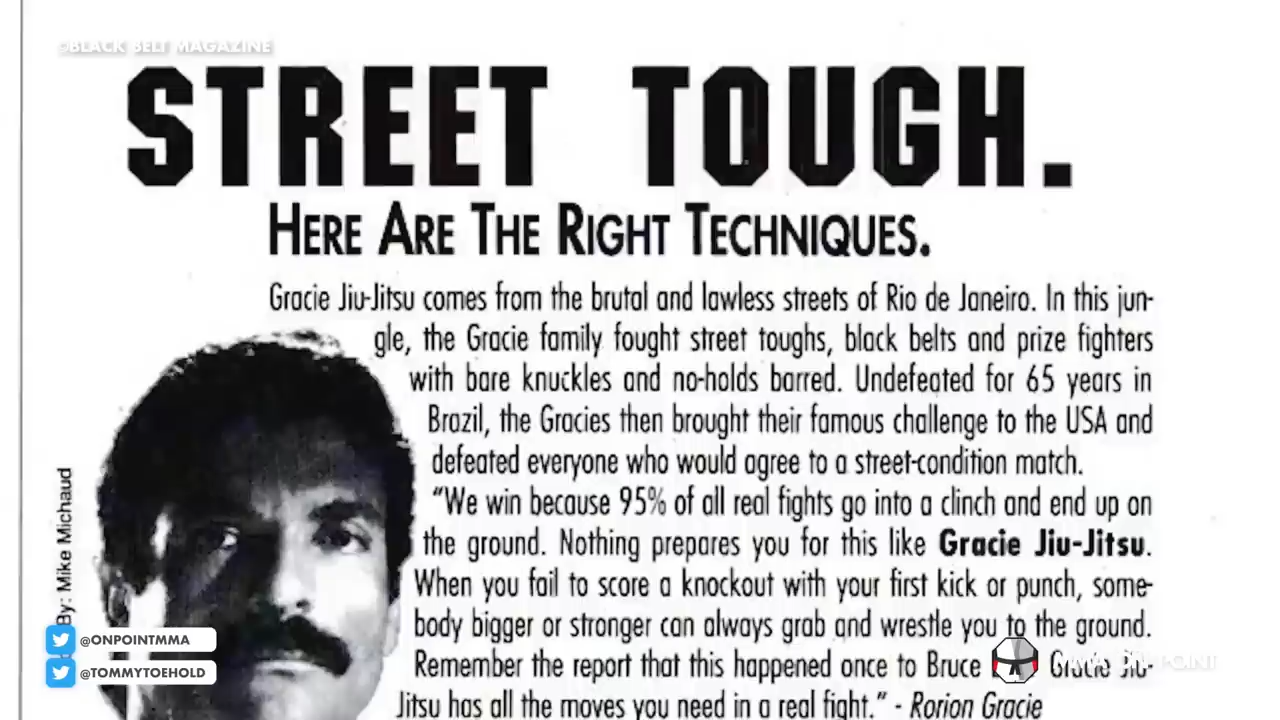 ©BLACK BELT MAGAZINE
STREET TOUGH.
HERE ARE THE RIGHT TECHNIQUES.
Gracie Jiu-Jitsu comes from the brutal and lawless streets of Rio de Janeiro. In this jun-
gle, the Gracie family fought street toughs, black belts and prize fighters
with bare knuckles and no-holds barred. Undefeated for 65 years in
Brazil, the Gracies then brought their famous challenge to the USA and
defeated everyone who would agree to a street-condition match.
"We win because 95% of all real fights go into a clinch and end up on
the ground. Nothing prepares you for this like Gracie Jiu-Jitsu.
When you fail to score a knockout with your first kick or punch, some-
body bigger or stronger can always grab and wrestle you to the ground.
Remember the report that this happened once to Bruce Gracie Jiu-
Jitsu has all the moves you need in a real fight." - Rorion Gracie
By: Mike Michaud
@ONPOINTMMA
@TOMMYTOEHOLD
MMA ON POINT